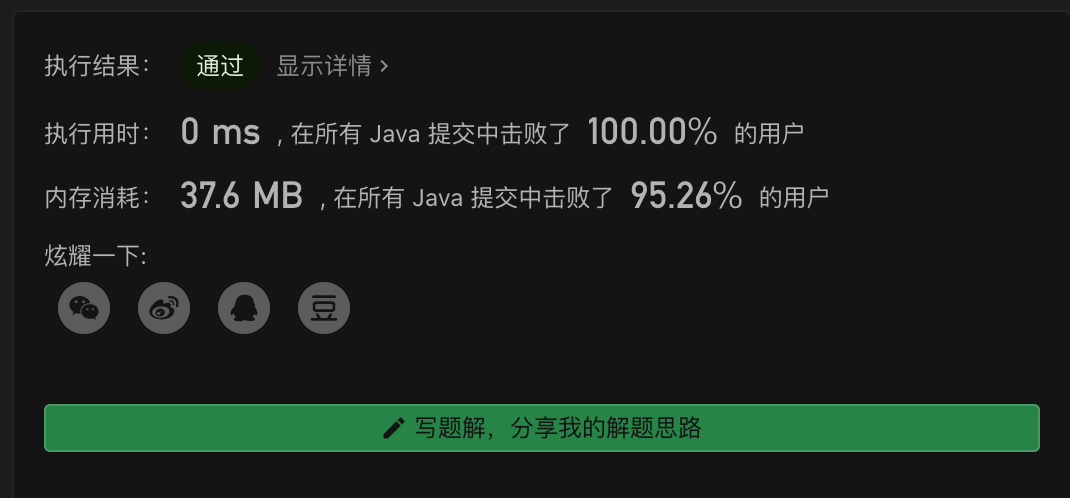 执行结果： 通过 显示详情 >
执行用时： 0 ms , 在所有 Java 提交中击败了 100.00% 的用户
内存消耗： 37.6 MB , 在所有 Java 提交中击败了 95.26% 的用户
炫耀一下:
豆
写题解，分享我的解题思路